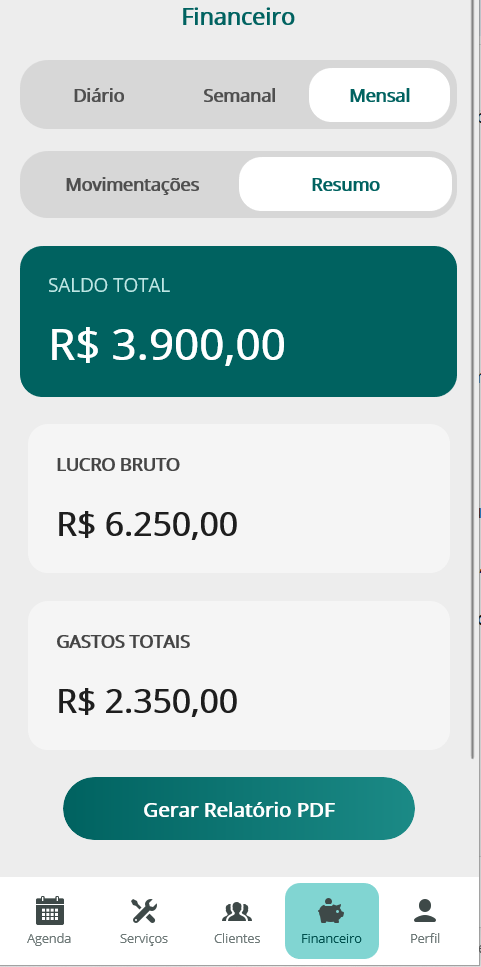 Financeiro
Diário Semanal Mensal
Movimentações Resumo
SALDO TOTAL
R$ 3.900,00
LUCRO BRUTO
R$ 6.250,00
GASTOS TOTAIS
R$ 2.350,00
Gerar Relatório PDF
Agenda Serviços Clientes Financeiro Perfil